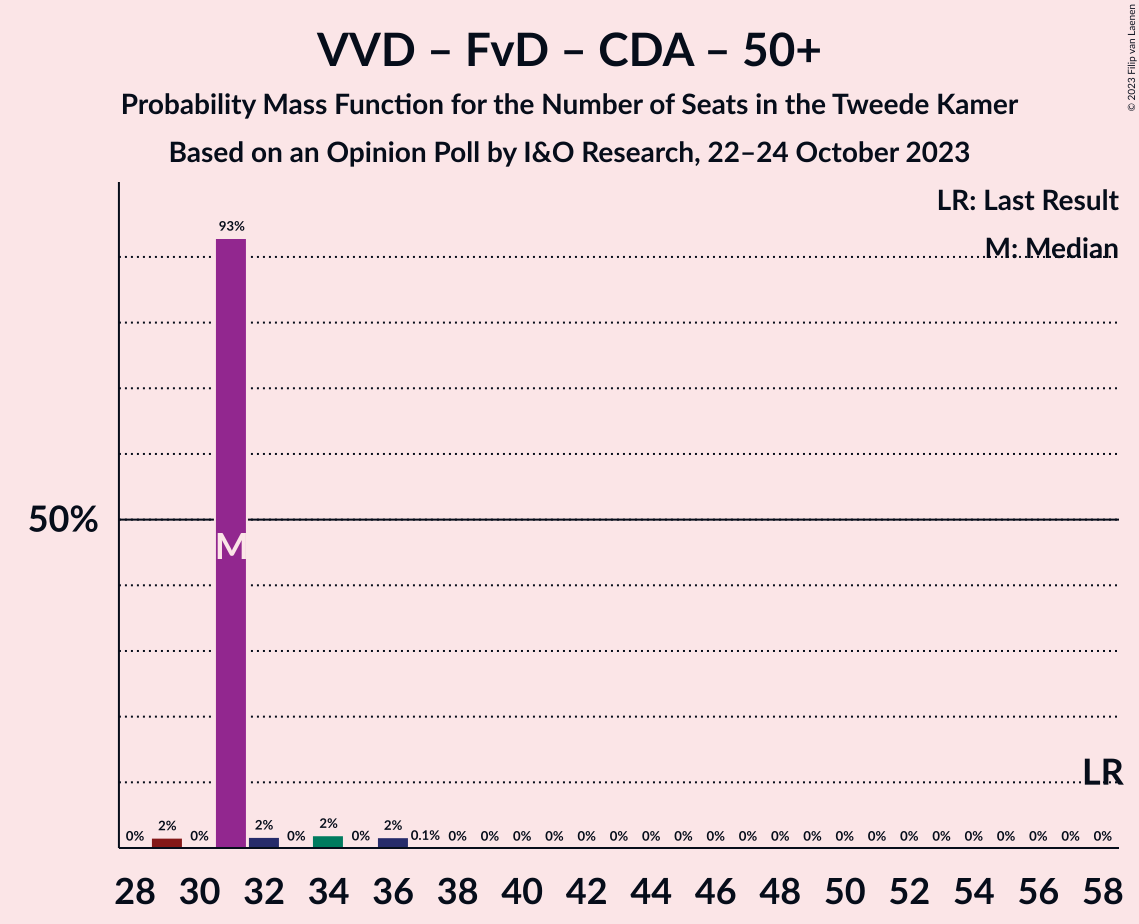 VVD – FvD – CDA – 50+
Probability Mass Function for the Number of Seats in the Tweede Kamer
Based on an Opinion Poll by I&O Research, 22–24 October 2023
© 2023 Filip van Laenen
LR: Last Result
M: Median
93%
50%
M
LR
0% 2% 0% 2% 0% 2% 0% 2% 0.1% 0% 0% 0% 0% 0% 0% 0% 0% 0% 0% 0% 0% 0% 0% 0% 0% 0% 0% 0% 0% 0%
28 30 32 34 36 38 40 42 44 46 48 50 52 54 56 58